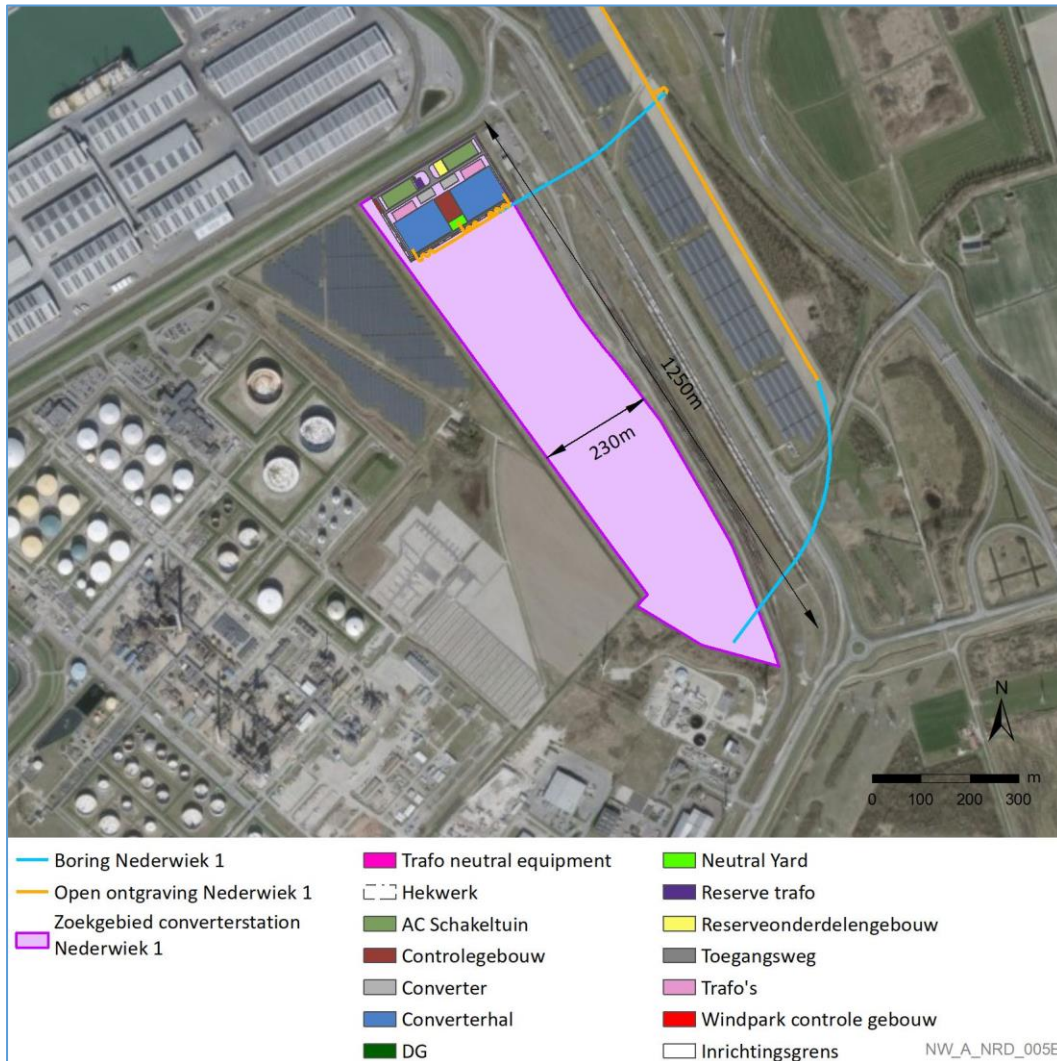 1250m
230m
N
m
0 100 200 300
Boring Nederwiek 1
Open ontgraving Nederwiek 1
Zoekgebied converterstation
Nederwiek 1
Trafo neutral equipment
Hekwerk
AC Schakeltuin
Controlegebouw
Converter
Converterhal
DG
Neutral Yard
Reserve trafo
Reserveonderdelengebouw
Toegangsweg
Trafo's
Windpark controle gebouw
Inrichtingsgrens
NW_A_NRD_005E